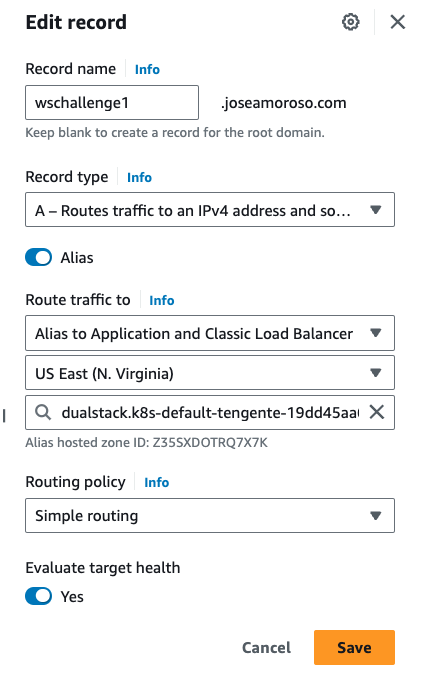 Edit record
Record name Info
wschallenge1 .joseamoroso.com
Keep blank to create a record for the root domain.
Record type Info
A – Routes traffic to an IPv4 address and so...
Alias
Route traffic to Info
Alias to Application and Classic Load Balancer
US East (N. Virginia)
dualstack.k8s-default-tengente-19dd45aa
Alias hosted zone ID: Z35SXDOTRQ7X7K
Routing policy Info
Simple routing
Evaluate target health
Yes
Cancel Save